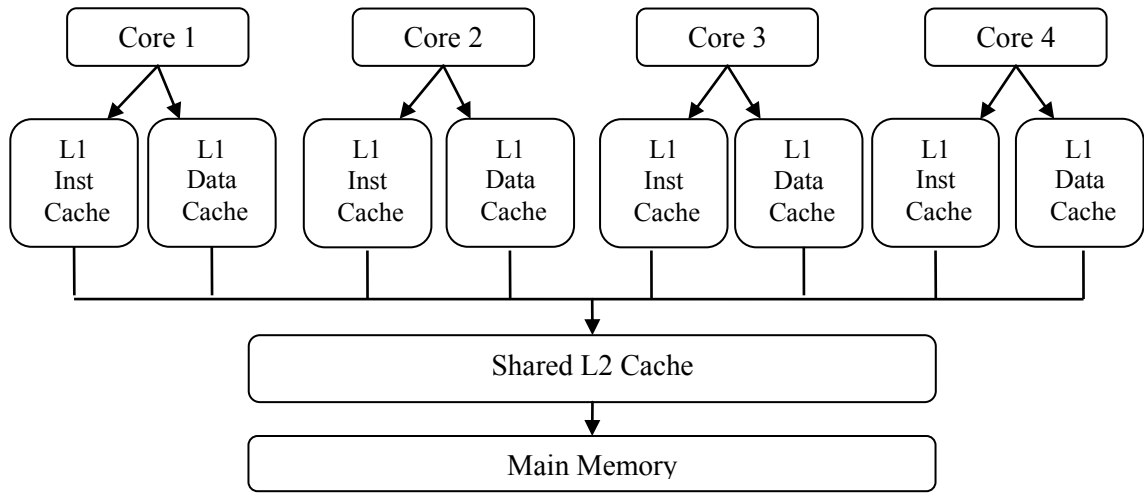 Core 1
Core 2
Core 3
Core 4
L1
Inst
Cache
L1
Data
Cache
L1
Inst
Cache
L1
Data
Cache
L1
Inst
Cache
L1
Data
Cache
L1
Inst
Cache
L1
Data
Cache
Shared L2 Cache
Main Memory